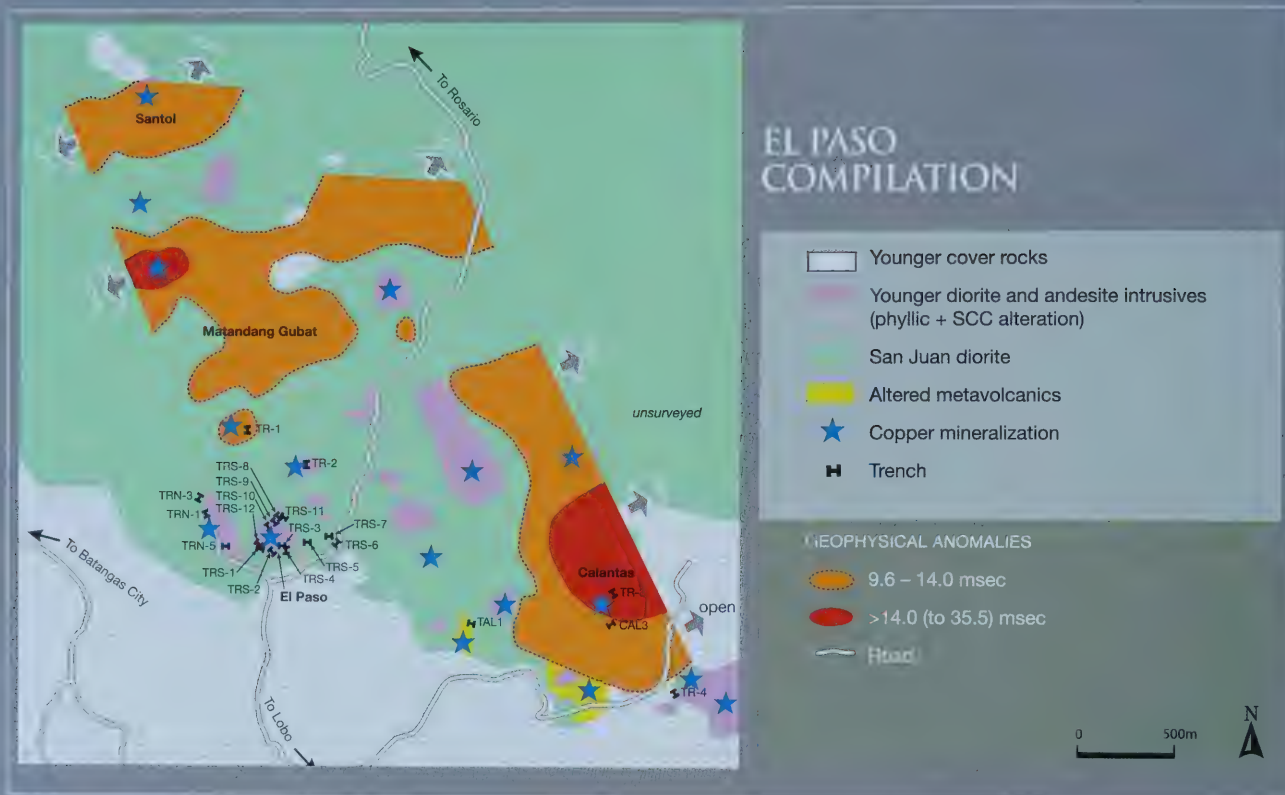 EL PASO
COMPILATION
To Rosario
Santol
Matandang Gubat
unsurveyed
TR-1
TR-2
TRS-8
TRS-9
TRS-10
TRS-12
TRN-3
TRN-1
TRN-5
TRS-11
TRS-3
TRS-7
TRS-6
TRS-5
TRS-4
TRS-1
TRS-2
El Paso
To Batangas City
To Lobo
Calantas
TR-
CAL3
TAL1
open
TR-4
Younger cover rocks
Younger diorite and andesite intrusives
(phyllic + SCC alteration)
San Juan diorite
Altered metavolcanics
Copper mineralization
Trench
GEOPHYSICAL ANOMALIES
9.6 – 14.0 msec
>14.0 (to 35.5) msec
Road
0 500m
N